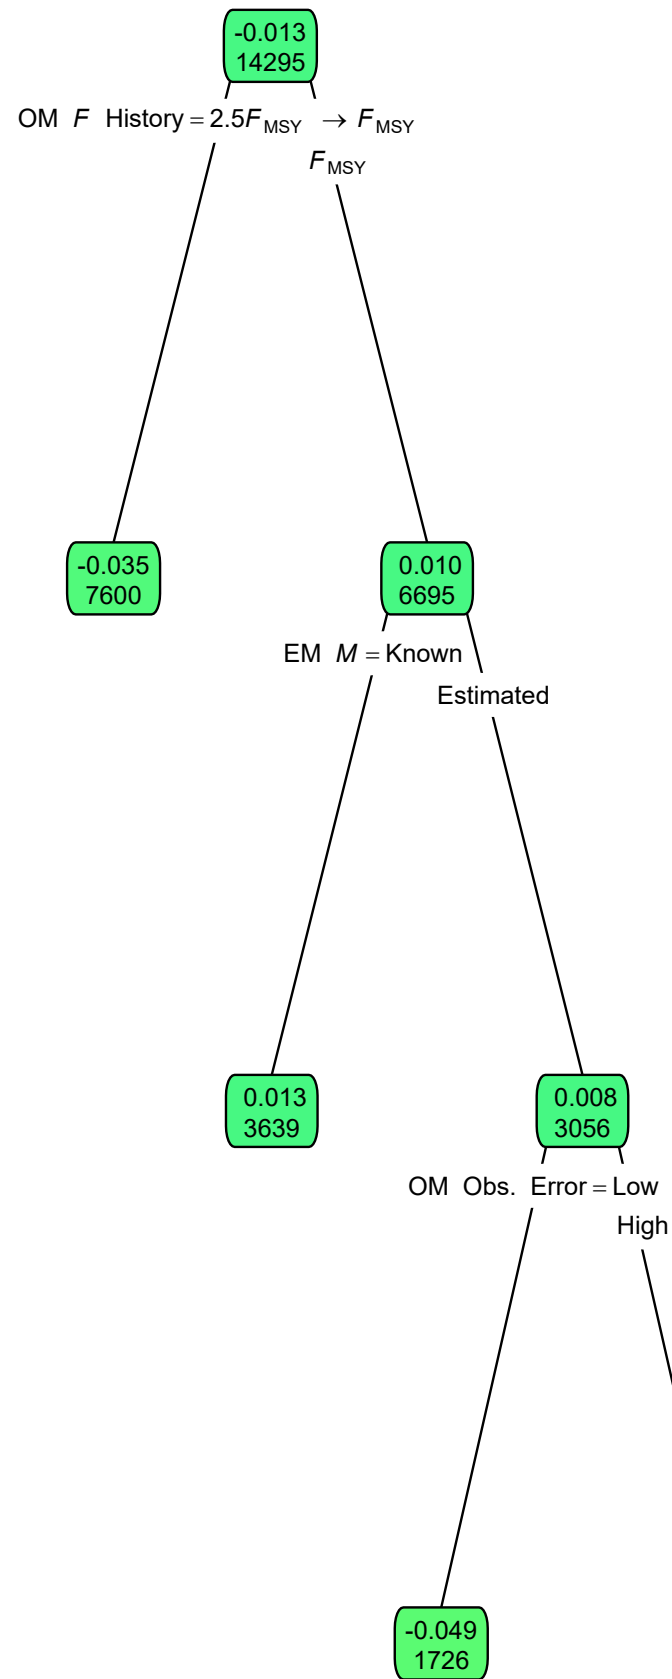 -0.013
14295
OM F History = 2.5F_MSY → F_MSY
F_MSY
-0.035
7600
0.010
6695
EM M = Known
Estimated
0.013
3639
0.008
3056
OM Obs. Error = Low
High
-0.049
1726